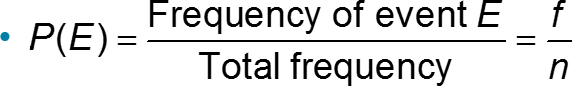 • P(E) = Frequency of event E / Total frequency = f / n